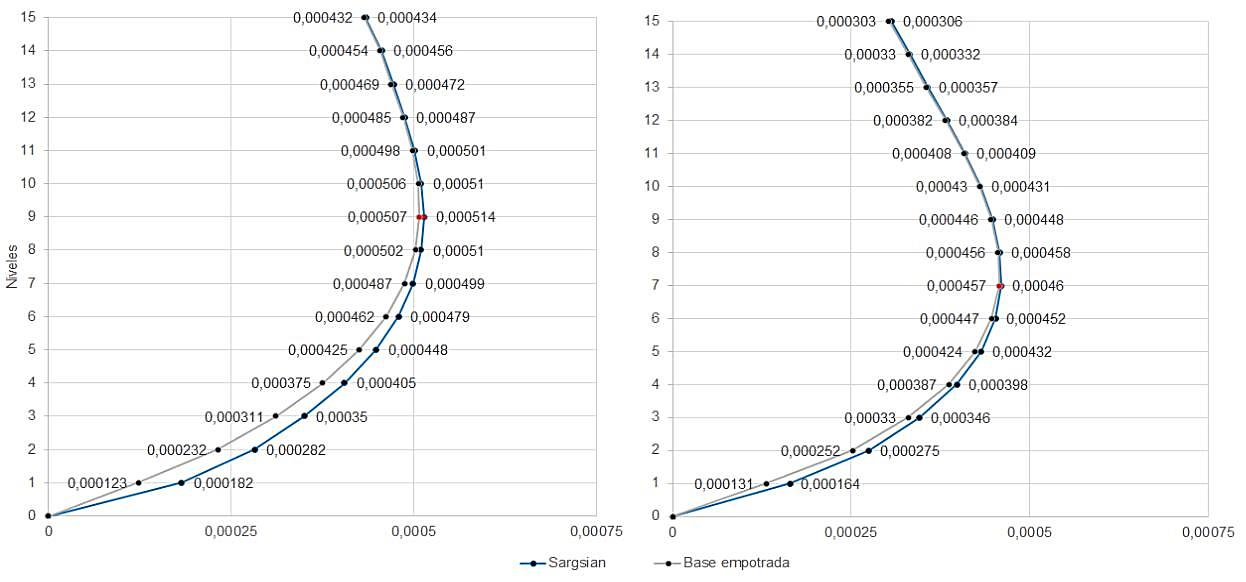 15 0,000432 0,000434
14 0,000454 0,000456
13 0,000469 0,000472
12 0,000485 0,000487
11 0,000498 0,000501
10 0,000506 0,00051
9 0,000507 0,000514
8 0,000502 0,00051
7 0,000487 0,000499
6 0,000462 0,000479
5 0,000425 0,000448
4 0,000375 0,000405
3 0,000311 0,00035
2 0,000232 0,000282
1 0,000123 0,000182
0
0 0,00025 0,0005 0,00075
Niveles
15 0,000303 0,000306
14 0,00033 0,000332
13 0,000355 0,000357
12 0,000382 0,000384
11 0,000408 0,000409
10 0,00043 0,000431
9 0,000446 0,000448
8 0,000456 0,000458
7 0,000457 0,00046
6 0,000447 0,000452
5 0,000424 0,000432
4 0,000387 0,000398
3 0,00033 0,000346
2 0,000252 0,000275
1 0,000131 0,000164
0
0 0,00025 0,0005 0,00075
Sargsian Base empotrada